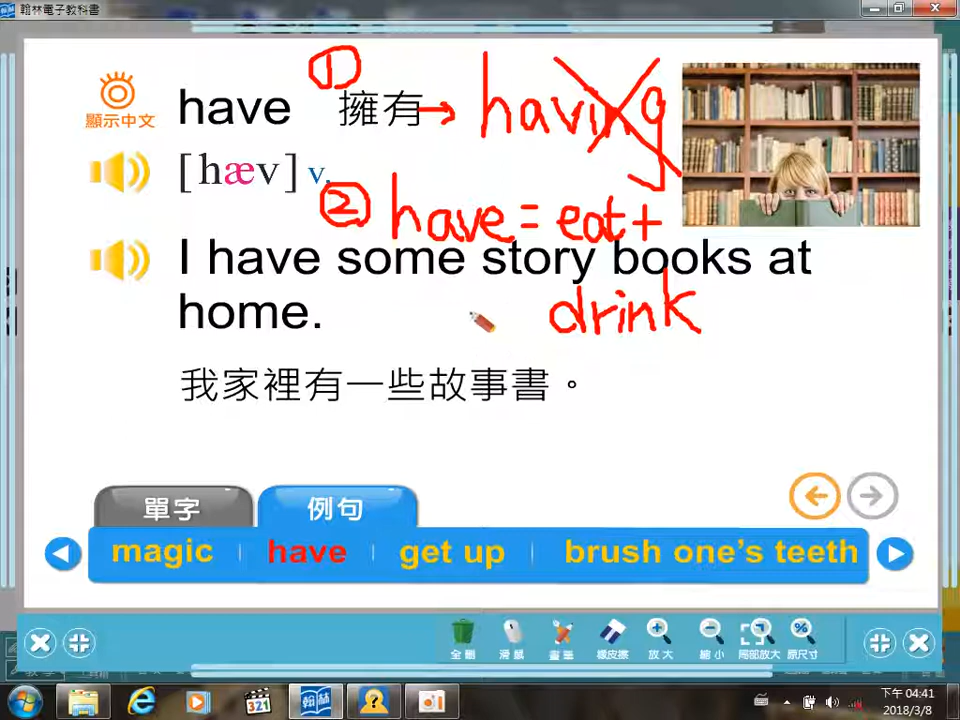 翰林電子教科書
have ① 擁有→ having
顯示中文
[hæv] v.
② have = eat +
I have some story books at
home.
drink
我家裡有一些故事書。
單字 例句
magic have get up brush one's teeth
全刪 滑鼠 畫筆 橡皮擦 放大 縮小 局部放大 原尺寸
321 翰林 下午 04:41
2018/3/8